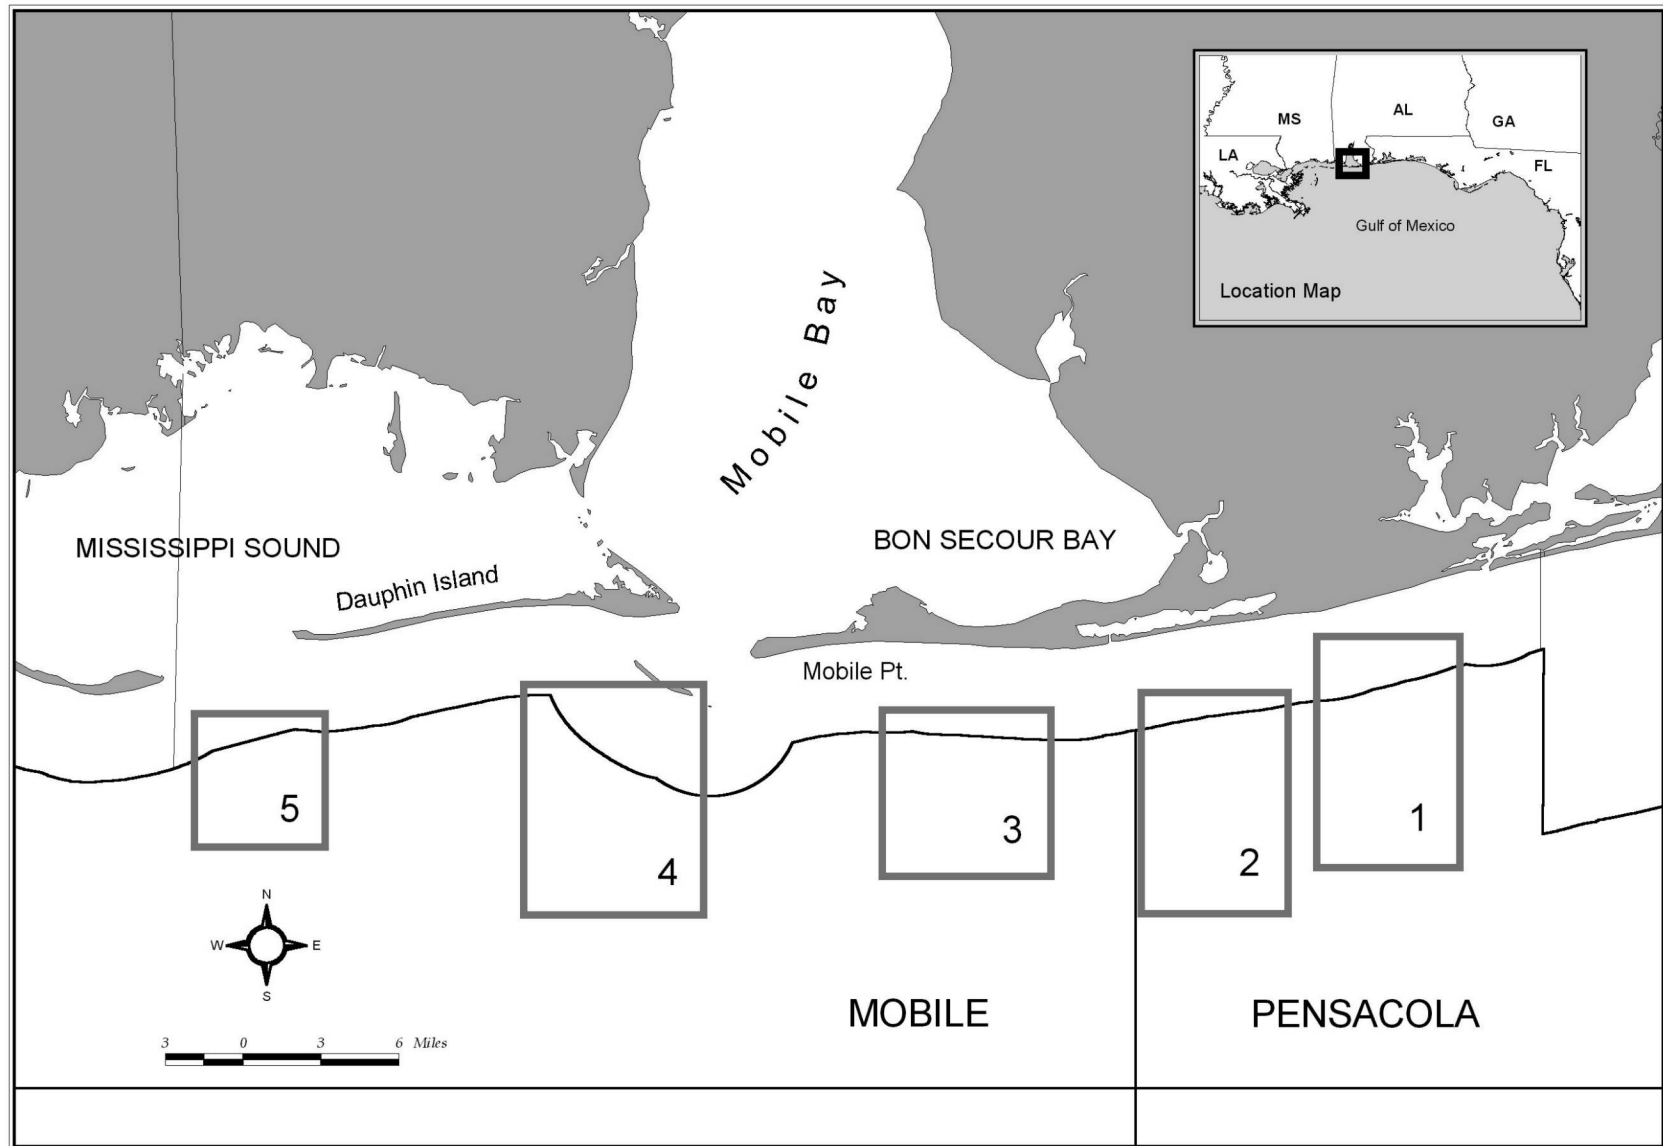 MS
AL
GA
LA
FL
Gulf of Mexico
Location Map
Mobile Bay
MISSISSIPPI SOUND
BON SECOUR BAY
Dauphin Island
Mobile Pt.
1
2
3
4
5
N
W E
S
MOBILE
PENSACOLA
3 0 3 6 Miles